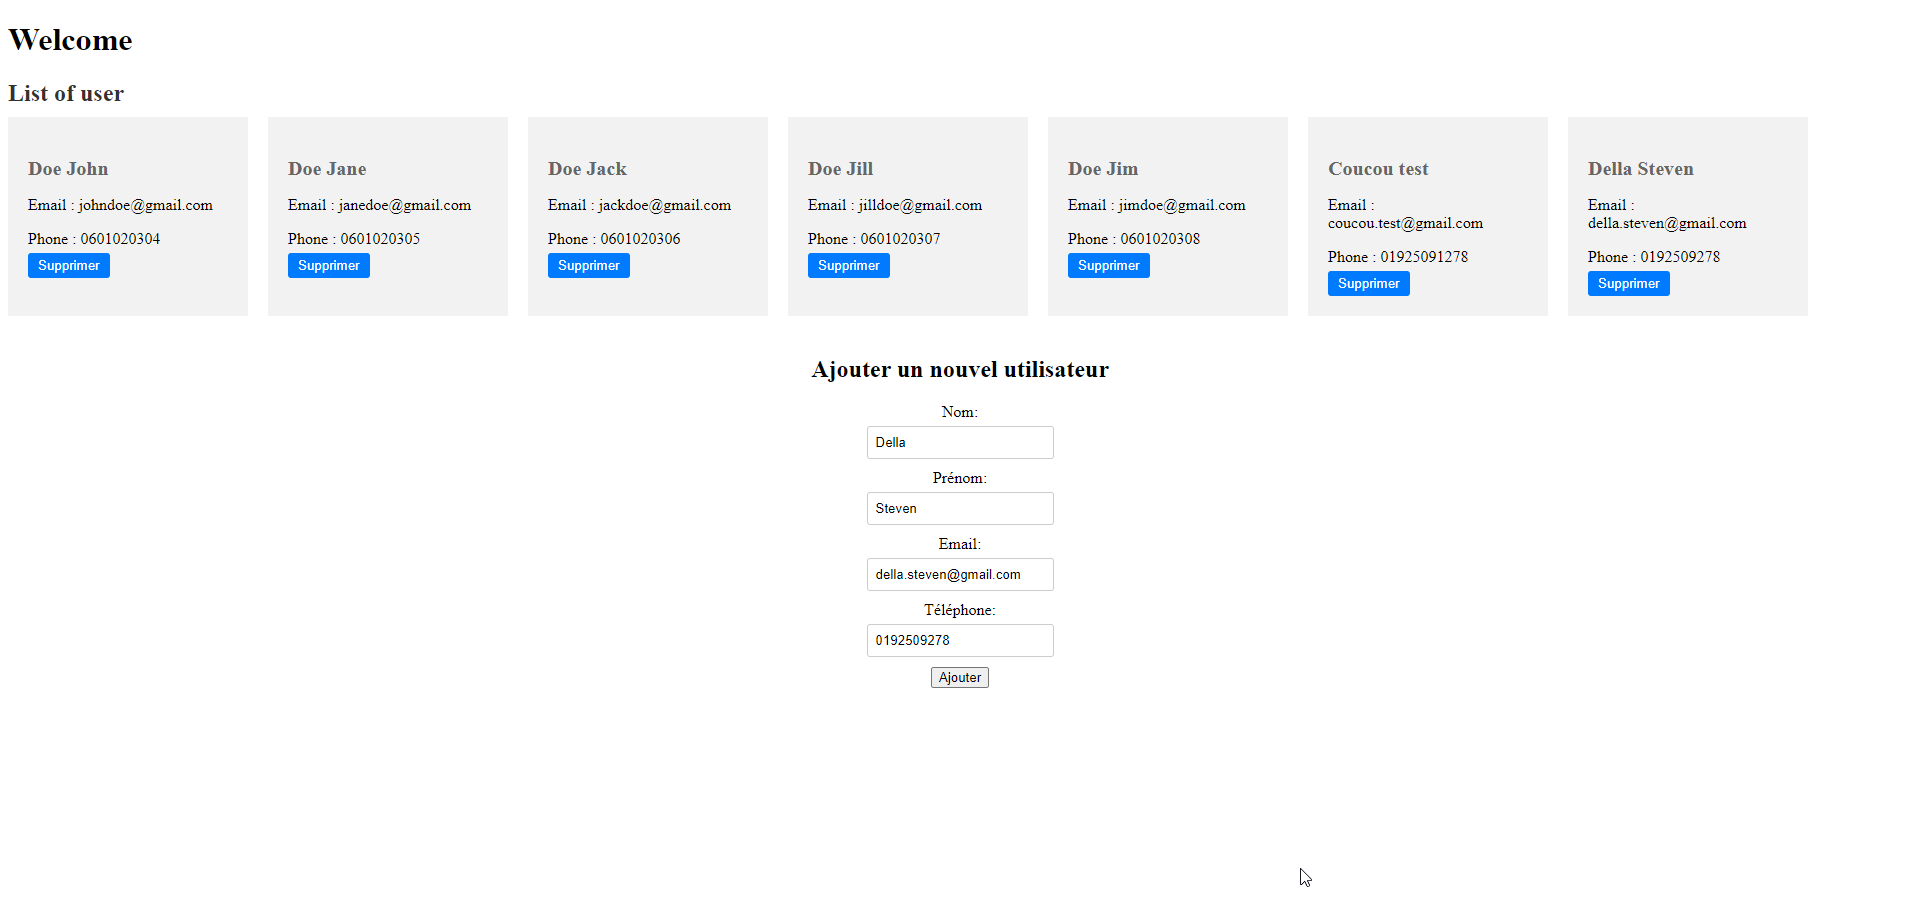 Welcome
List of user
Doe John
Email : johndoe@gmail.com
Phone : 0601020304
Supprimer
Doe Jane
Email : janedoe@gmail.com
Phone : 0601020305
Supprimer
Doe Jack
Email : jackdoe@gmail.com
Phone : 0601020306
Supprimer
Doe Jill
Email : jilldoe@gmail.com
Phone : 0601020307
Supprimer
Doe Jim
Email : jimdoe@gmail.com
Phone : 0601020308
Supprimer
Coucou test
Email :
coucou.test@gmail.com
Phone : 01925091278
Supprimer
Della Steven
Email :
della.steven@gmail.com
Phone : 0192509278
Supprimer
Ajouter un nouvel utilisateur
Nom:
Della
Prénom:
Steven
Email:
della.steven@gmail.com
Téléphone:
0192509278
Ajouter